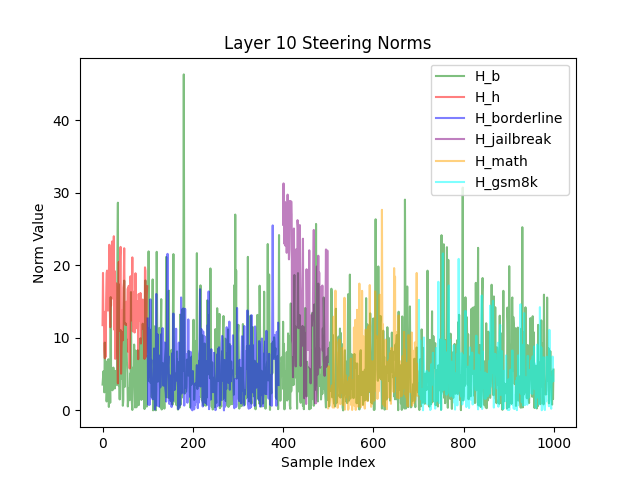 Layer 10 Steering Norms
H_b
H_h
H_borderline
H_jailbreak
H_math
H_gsm8k
Norm Value
40
30
20
10
0
0 200 400 600 800 1000
Sample Index